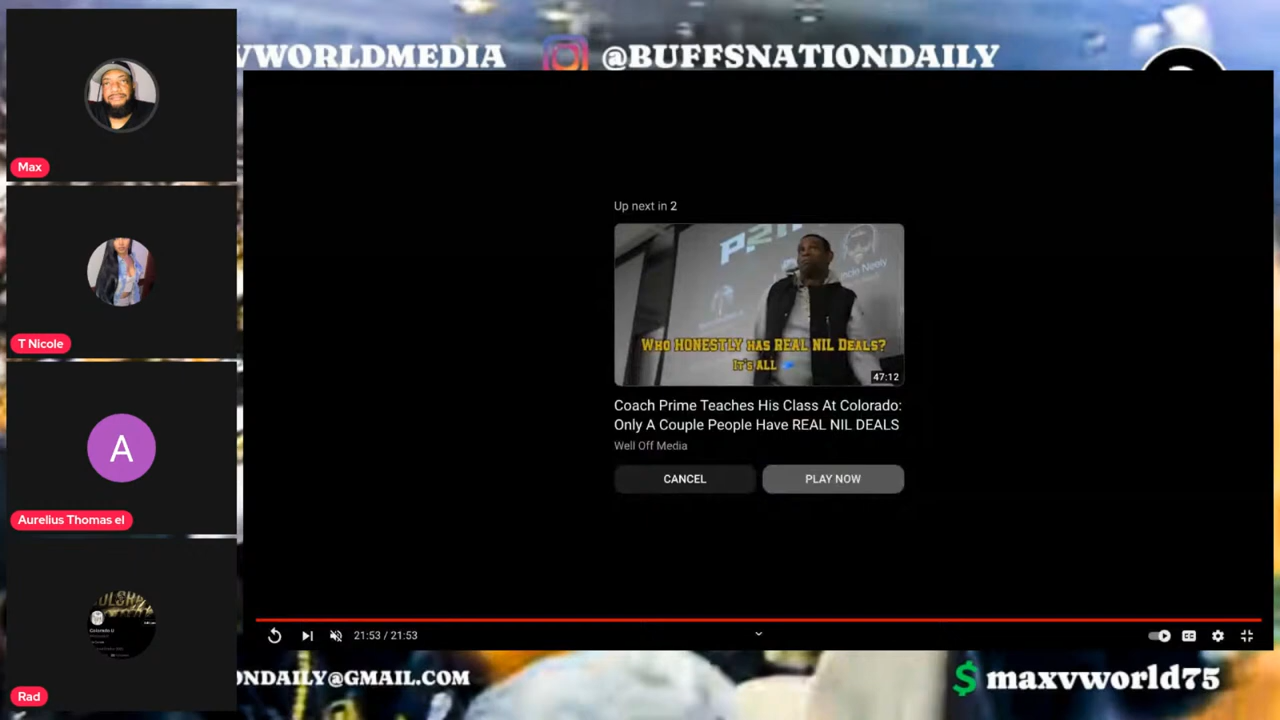 VWORLDMEDIA
@BUFFSNATIONDAILY
Max
T Nicole
A
Aurelius Thomas el
Rad
Up next in 2
WHO HONESTLY HAS REAL NIL DEALS?
IT'S ALL
47:12
Coach Prime Teaches His Class At Colorado:
Only A Couple People Have REAL NIL DEALS
Well Off Media
CANCEL
PLAY NOW
21:53 / 21:53
CC
ONDAILY@GMAIL.COM
$ maxvworld75